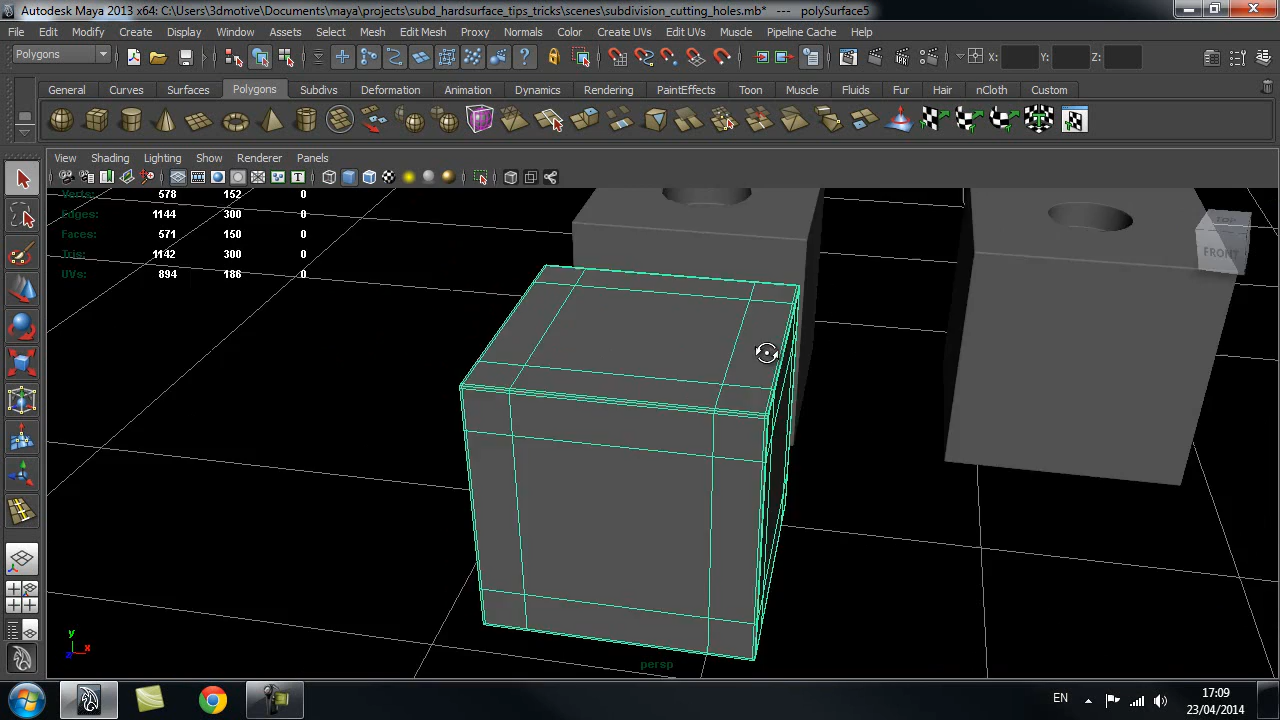 Autodesk Maya 2013 x64: C:\Users\3dmotive\Documents\maya\projects\subd_hardsurface_tips_tricks\scenes\subdivision_cutting_holes.mb* --- polySurface5
File Edit Modify Create Display Window Assets Select Mesh Edit Mesh Proxy Normals Color Create UVs Edit UVs Muscle Pipeline Cache Help
Polygons X: Y: Z:
General Curves Surfaces Polygons Subdivs Deformation Animation Dynamics Rendering PaintEffects Toon Muscle Fluids Fur Hair nCloth Custom
View Shading Lighting Show Renderer Panels
Verts: 578 152 0
Edges: 1144 300 0
Faces: 571 150 0
Tris: 1142 300 0
UVs: 894 186 0
TOP
FRONT
y
x
z
persp
EN
17:09
23/04/2014